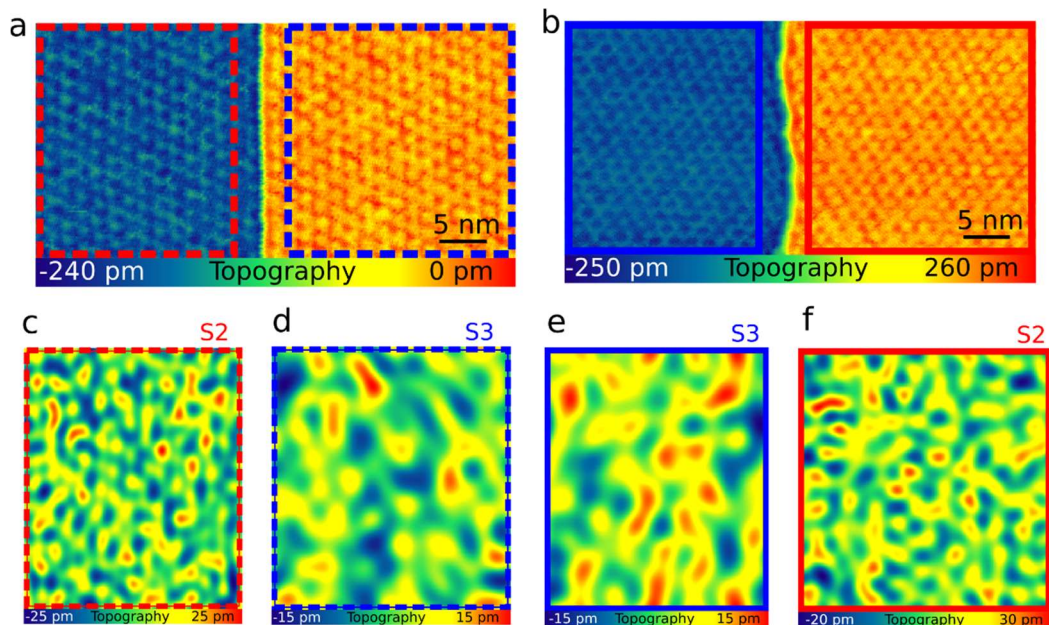 a
5 nm
-240 pm Topography 0 pm
b
5 nm
-250 pm Topography 260 pm
c
S2
-25 pm Topography 25 pm
d
S3
-15 pm Topography 15 pm
e
S3
-15 pm Topography 15 pm
f
S2
-20 pm Topography 30 pm